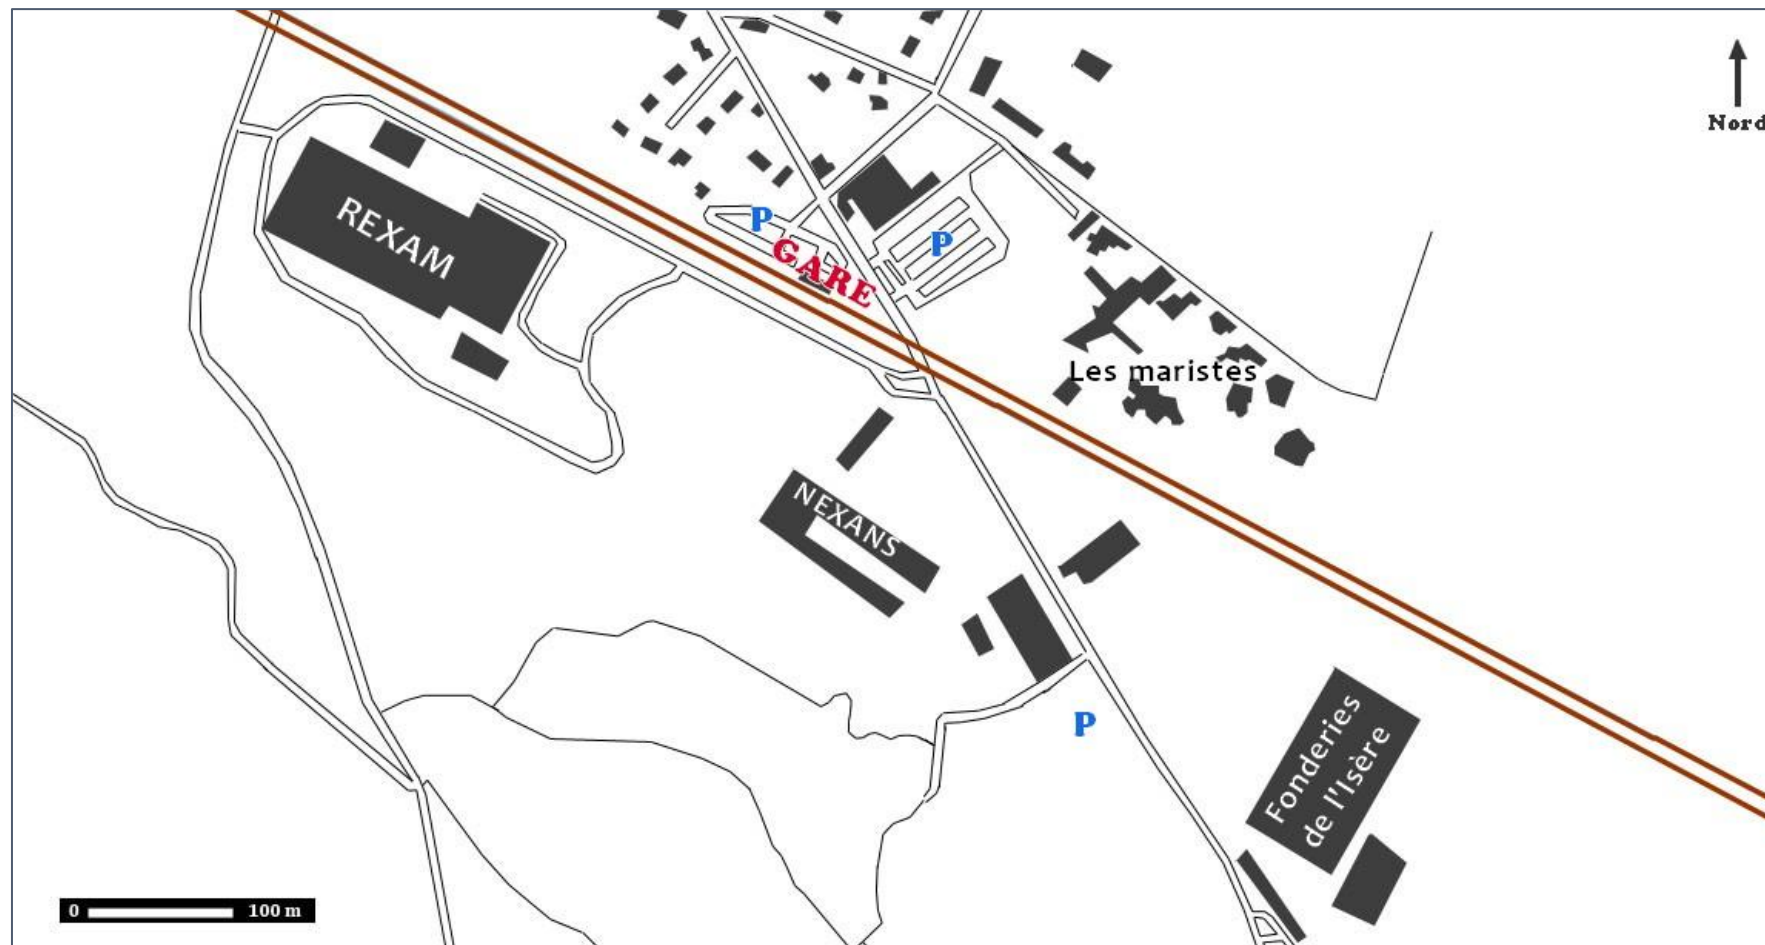 Nord
REXAM
P
P
GARE
Les maristes
NEXANS
P
Fonderies
de l'Isère
0 100 m